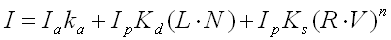 I = I_a k_a + I_p K_d (L · N) + I_p K_s (R · V)^n